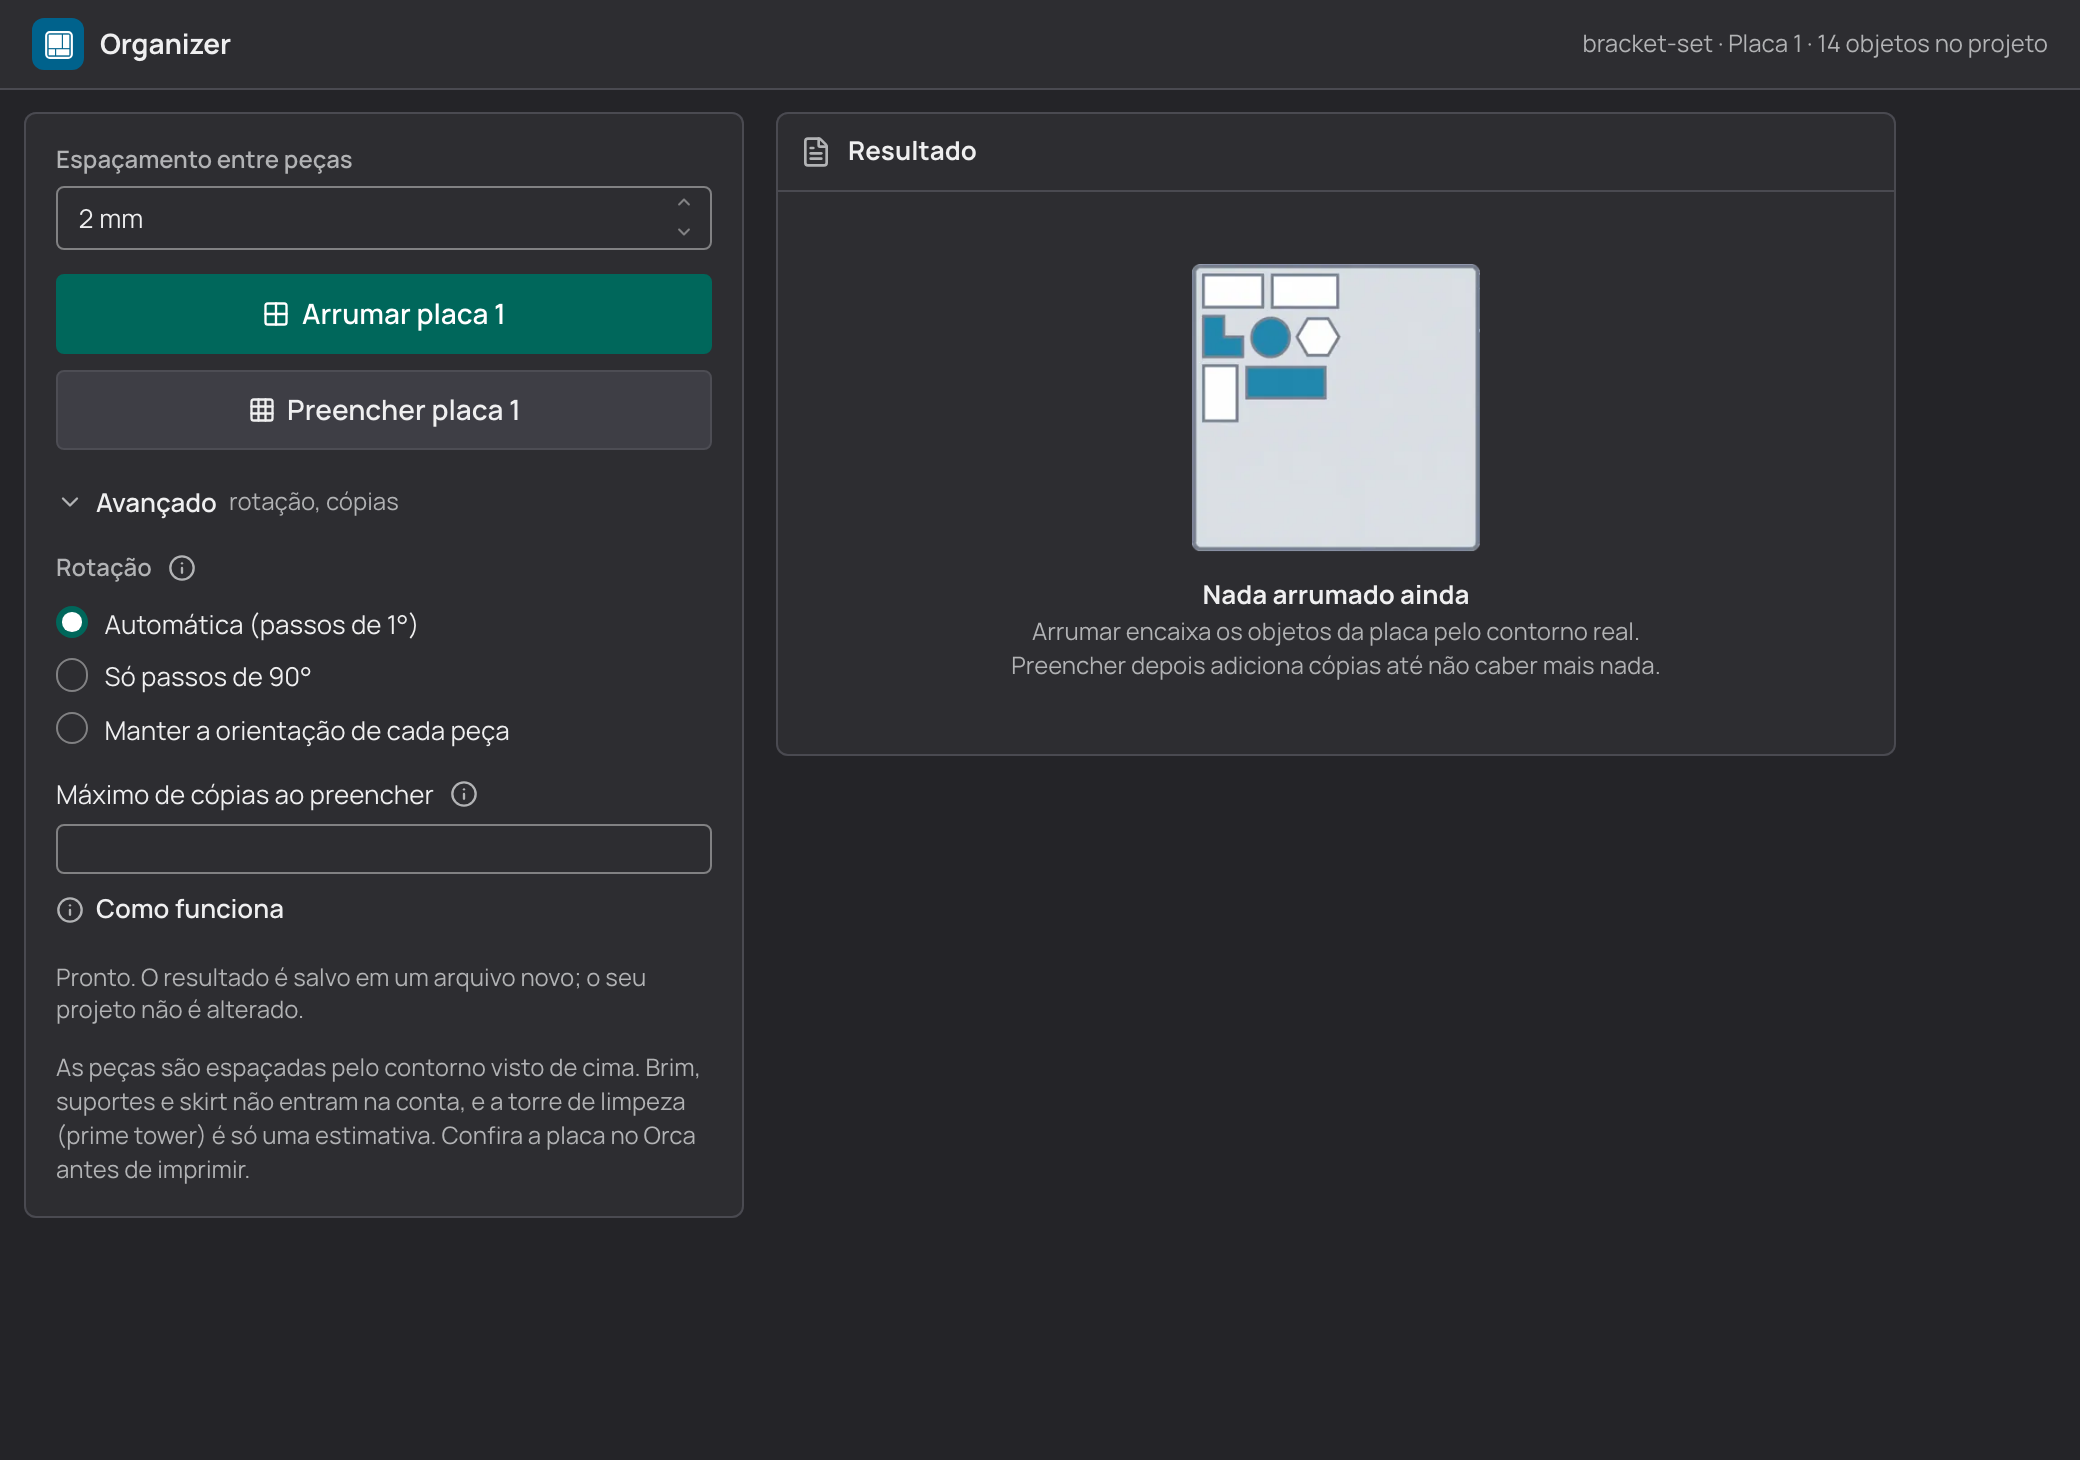 Organizer
bracket-set · Placa 1 · 14 objetos no projeto
Espaçamento entre peças
2 mm
Arrumar placa 1
Preencher placa 1
Avançado rotação, cópias
Rotação
Automática (passos de 1°)
Só passos de 90°
Manter a orientação de cada peça
Máximo de cópias ao preencher
Como funciona
Pronto. O resultado é salvo em um arquivo novo; o seu
projeto não é alterado.
As peças são espaçadas pelo contorno visto de cima. Brim,
suportes e skirt não entram na conta, e a torre de limpeza
(prime tower) é só uma estimativa. Confira a placa no Orca
antes de imprimir.
Resultado
Nada arrumado ainda
Arrumar encaixa os objetos da placa pelo contorno real.
Preencher depois adiciona cópias até não caber mais nada.